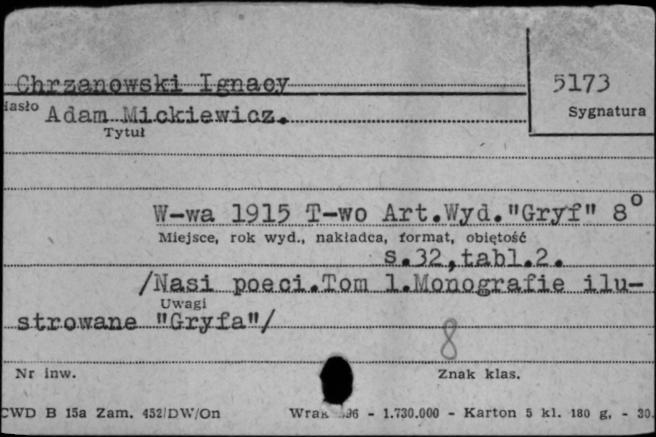 Chrzanowski Ignacy
5173
Sygnatura
iasło
Adam Mickiewicz.
Tytuł
W-wa 1915 T-wo Art.Wyd."Gryf" 8°
Miejsce, rok wyd., nakładca, format, obiętość
s.32,tabl.2.
/Nasi poeci.Tom 1.Monografie ilu-
Uwagi
strowane "Gryfa"/
8
Nr inw.
Znak klas.
CWD B 15a Zam. 452/DW/On - 1.730.000 - Karton 5 kl. 180 g. - 30.